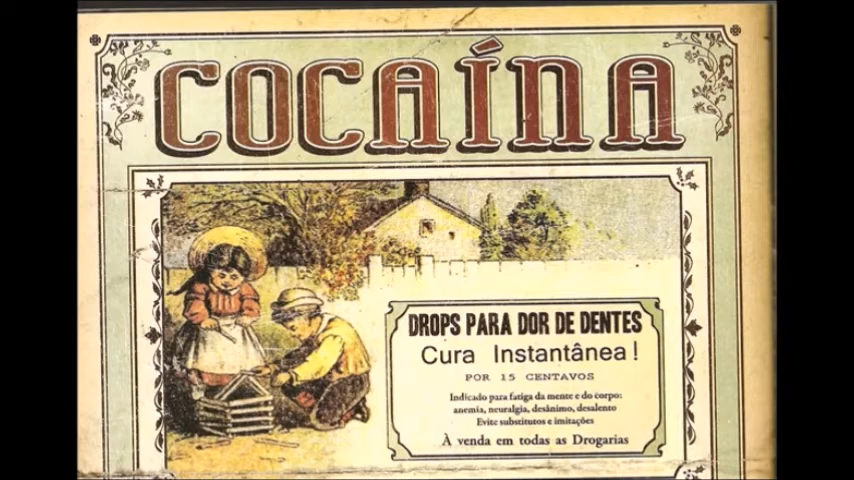 COCAÍNA
DROPS PARA DOR DE DENTES
Cura Instantânea!
POR 15 CENTAVOS
Indicado para fatiga da mente e do corpo:
anemia, neuralgia, desânimo, desalento
Evite substitutos e imitações
À venda em todas as Drogarias